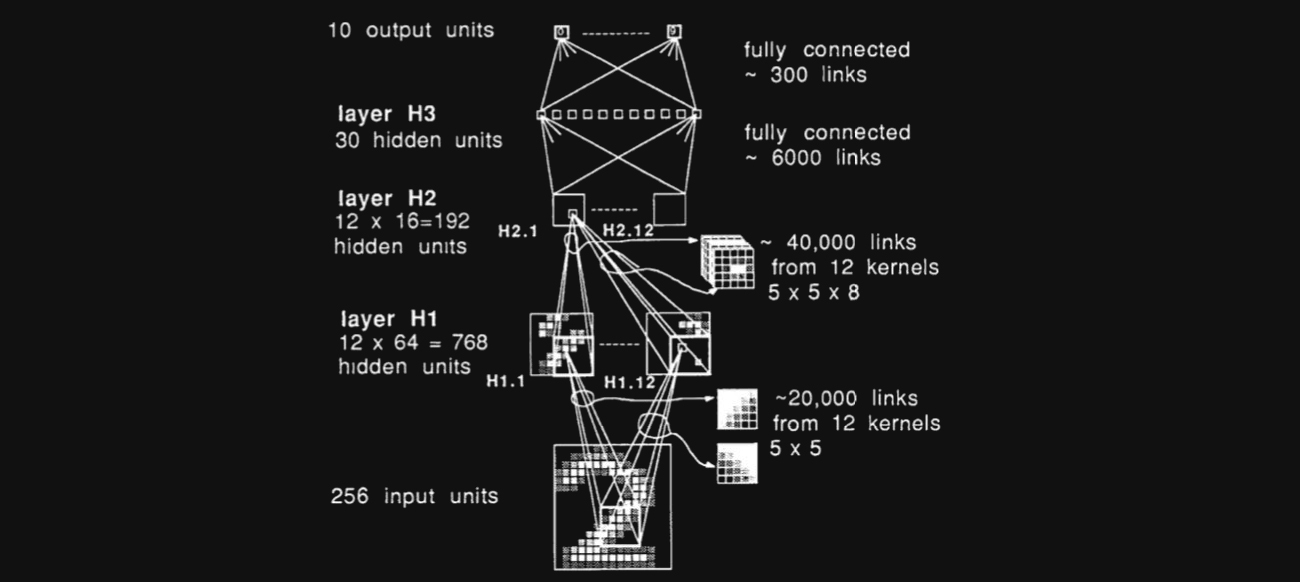 10 output units
0
9
fully connected
~ 300 links
layer H3
30 hidden units
fully connected
~ 6000 links
layer H2
12 x 16=192
hidden units
H2.1
H2.12
~ 40,000 links
from 12 kernels
5 x 5 x 8
layer H1
12 x 64 = 768
hidden units
H1.1
H1.12
~20,000 links
from 12 kernels
5 x 5
256 input units